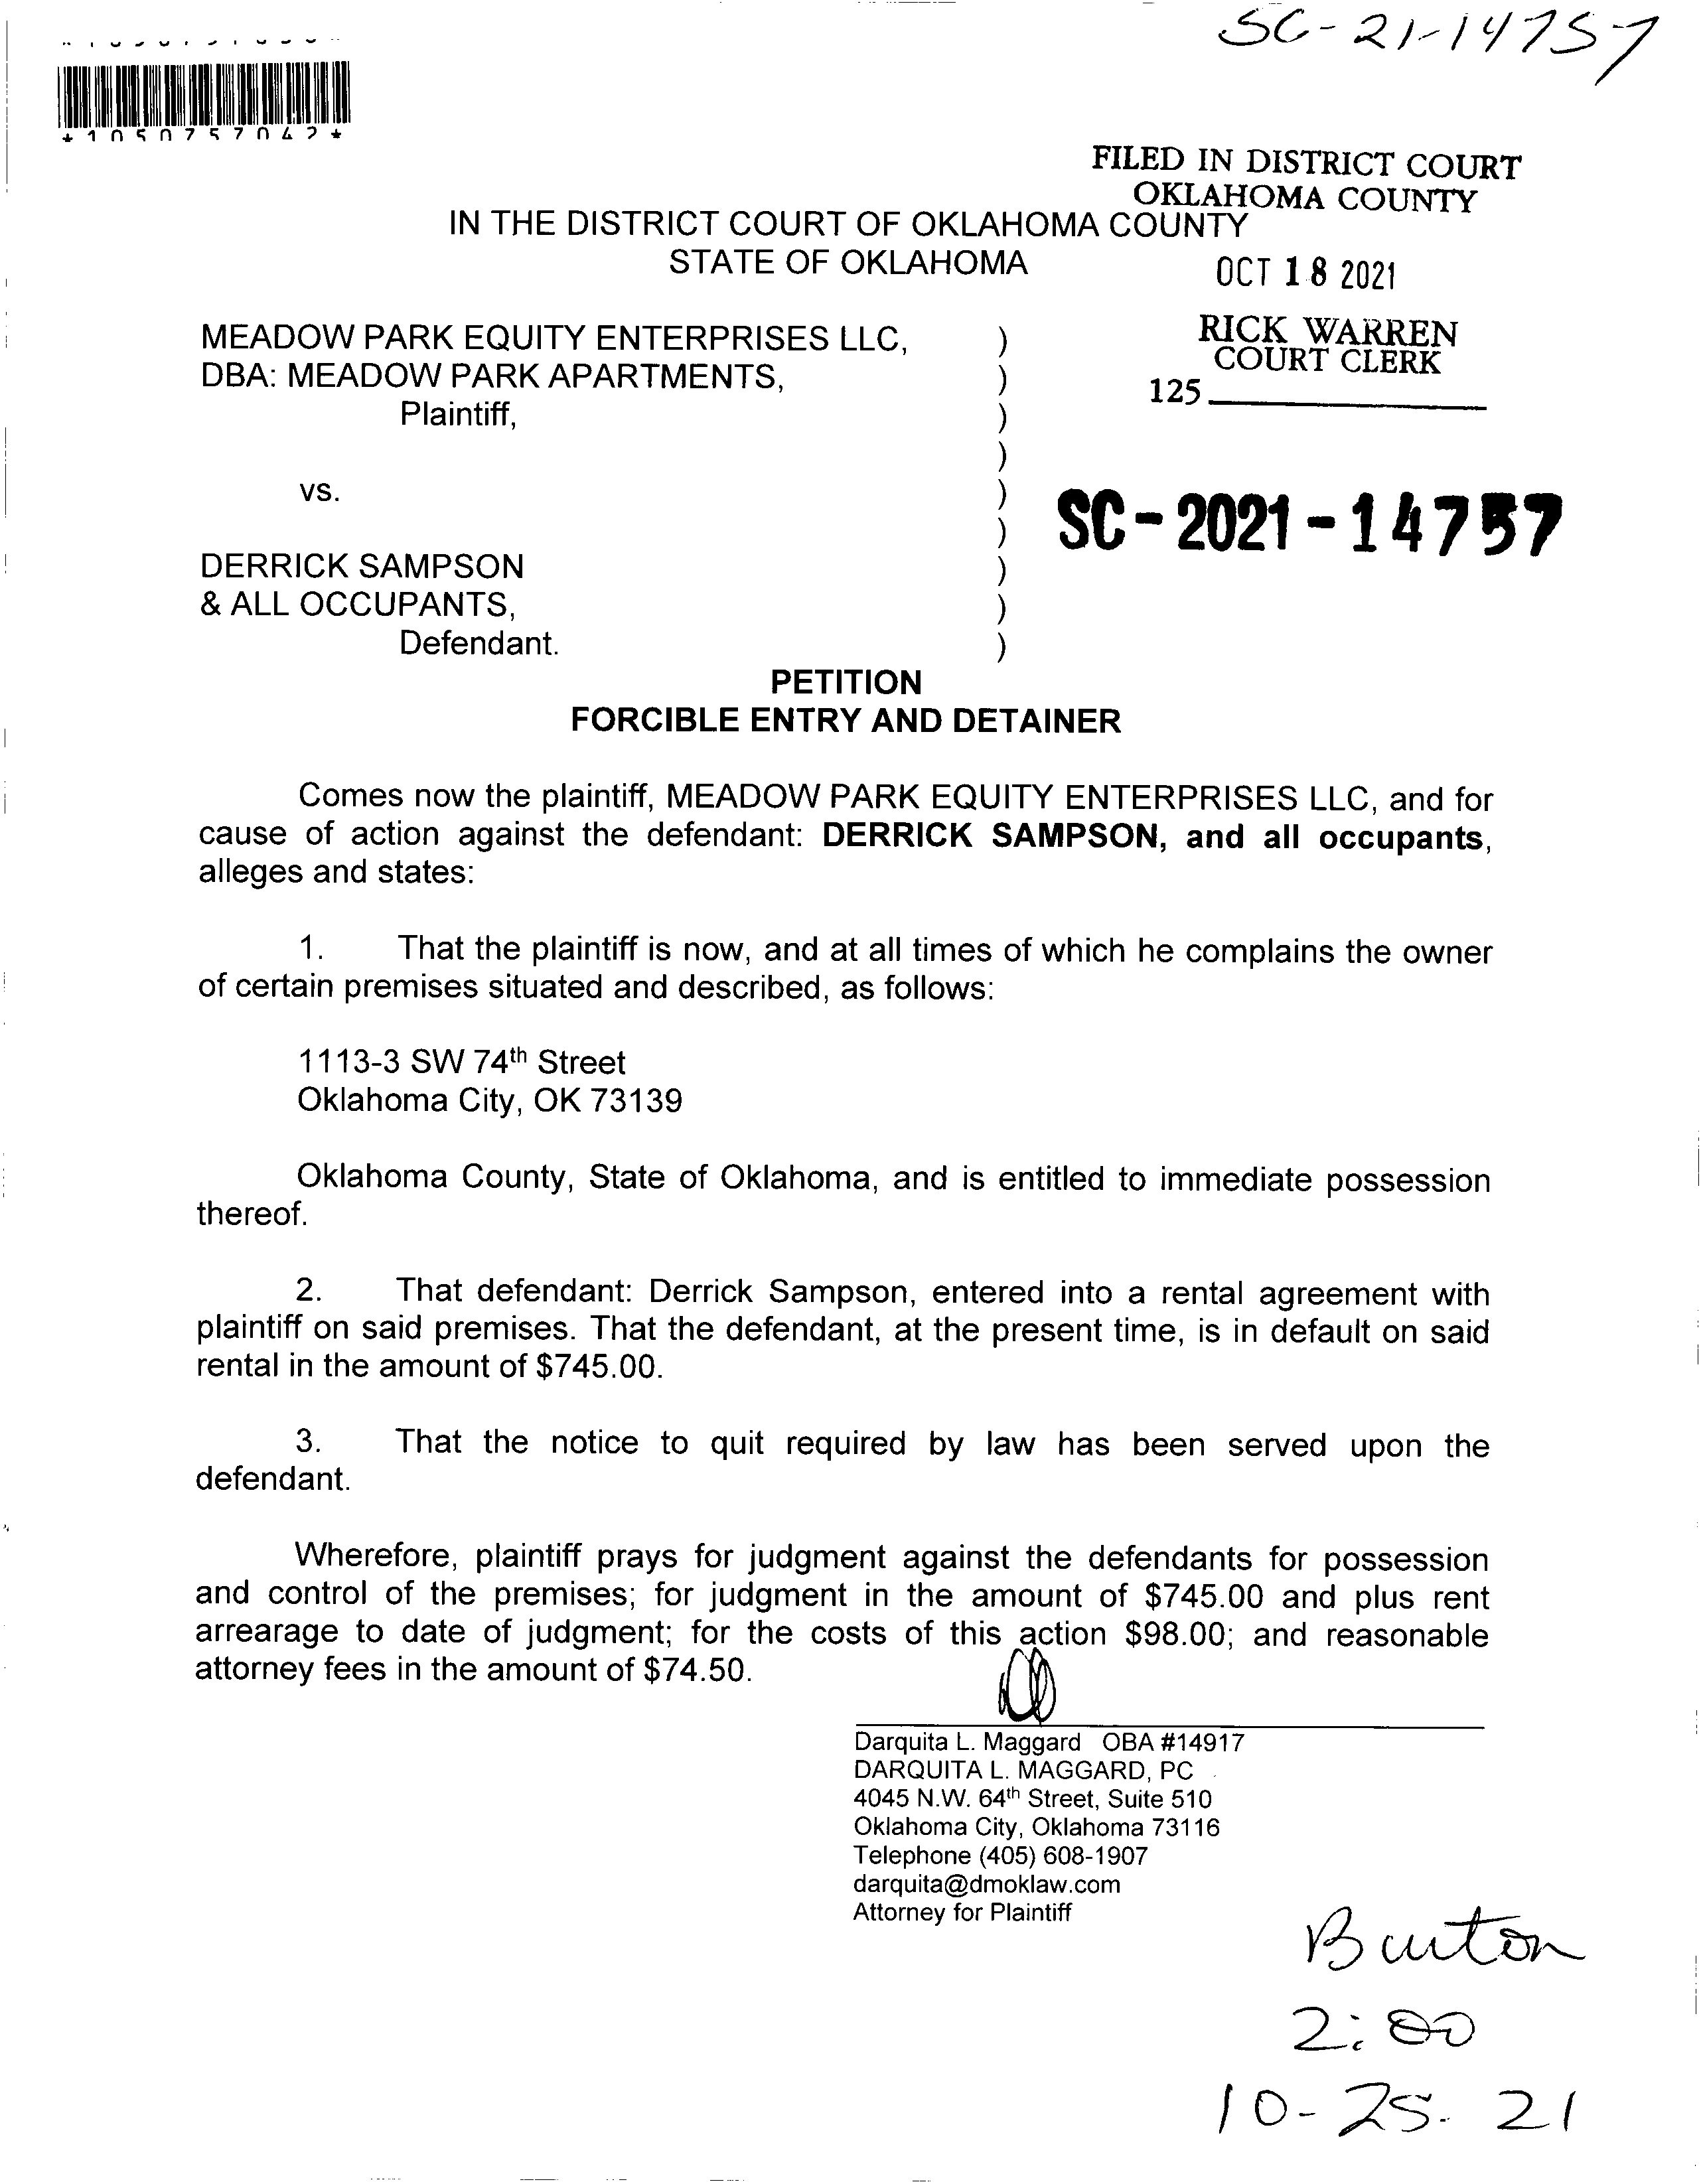 SC-21-14757
*1050757042*
FILED IN DISTRICT COURT
OKLAHOMA COUNTY
IN THE DISTRICT COURT OF OKLAHOMA COUNTY
STATE OF OKLAHOMA
OCT 18 2021
MEADOW PARK EQUITY ENTERPRISES LLC, )
RICK WARREN
COURT CLERK
DBA: MEADOW PARK APARTMENTS, )
125
Plaintiff, )
)
vs. )
SC-2021-14757
)
DERRICK SAMPSON )
& ALL OCCUPANTS, )
Defendant. )
PETITION
FORCIBLE ENTRY AND DETAINER
Comes now the plaintiff, MEADOW PARK EQUITY ENTERPRISES LLC, and for
cause of action against the defendant: DERRICK SAMPSON, and all occupants,
alleges and states:
1. That the plaintiff is now, and at all times of which he complains the owner
of certain premises situated and described, as follows:
1113-3 SW 74th Street
Oklahoma City, OK 73139
Oklahoma County, State of Oklahoma, and is entitled to immediate possession
thereof.
2. That defendant: Derrick Sampson, entered into a rental agreement with
plaintiff on said premises. That the defendant, at the present time, is in default on said
rental in the amount of $745.00.
3. That the notice to quit required by law has been served upon the
defendant.
Wherefore, plaintiff prays for judgment against the defendants for possession
and control of the premises; for judgment in the amount of $745.00 and plus rent
arrearage to date of judgment; for the costs of this action $98.00; and reasonable
attorney fees in the amount of $74.50.
Darquita L. Maggard OBA #14917
DARQUITA L. MAGGARD, PC
4045 N.W. 64th Street, Suite 510
Oklahoma City, Oklahoma 73116
Telephone (405) 608-1907
darquita@dmoklaw.com
Attorney for Plaintiff
Burton
2:00
10-25-21